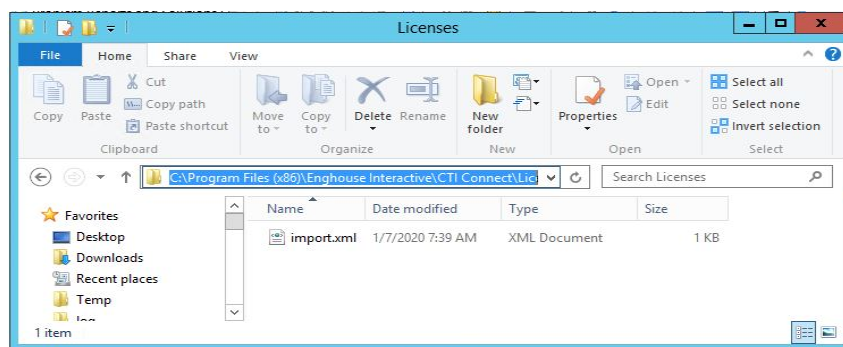 Licenses
File Home Share View
Copy
Paste
Cut
Copy path
Paste shortcut
Clipboard
Move to
Copy to
Delete
Rename
Organize
New folder
New
Properties
Open
Edit
Open
Select all
Select none
Invert selection
Select
C:\Program Files (x86)\Enghouse Interactive\CTI Connect\Lic
Search Licenses
Favorites
Desktop
Downloads
Recent places
Temp
Name Date modified Type Size
import.xml 1/7/2020 7:39 AM XML Document 1 KB
1 item